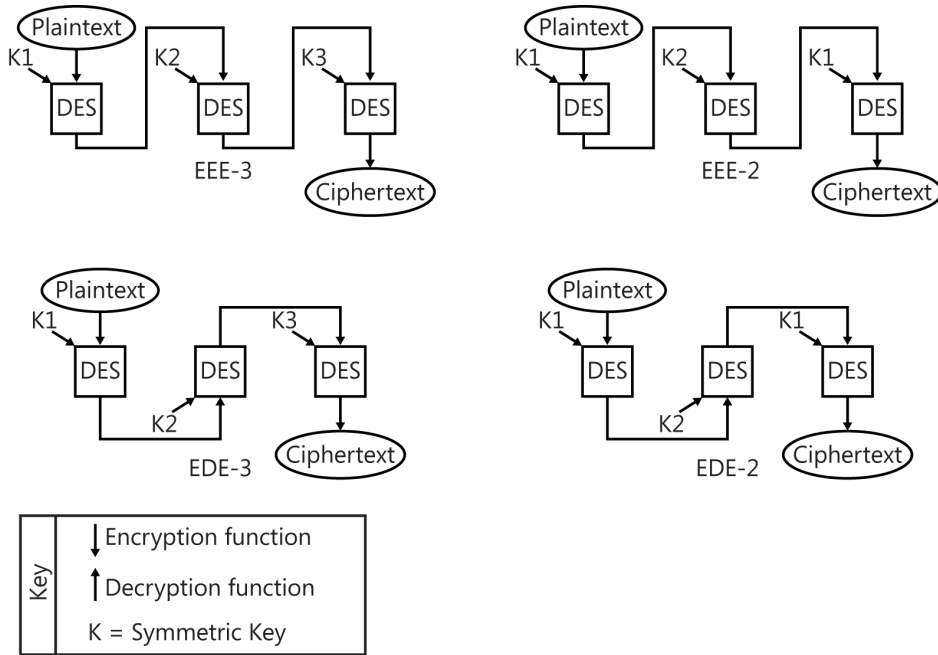 Plaintext
K1
K2
K3
DES
DES
DES
EEE-3
Ciphertext
Plaintext
K1
K2
K1
DES
DES
DES
EEE-2
Ciphertext
Plaintext
K1
K3
DES
DES
DES
K2
EDE-3
Ciphertext
Plaintext
K1
K1
DES
DES
DES
K2
EDE-2
Ciphertext
Key
Encryption function
Decryption function
K = Symmetric Key